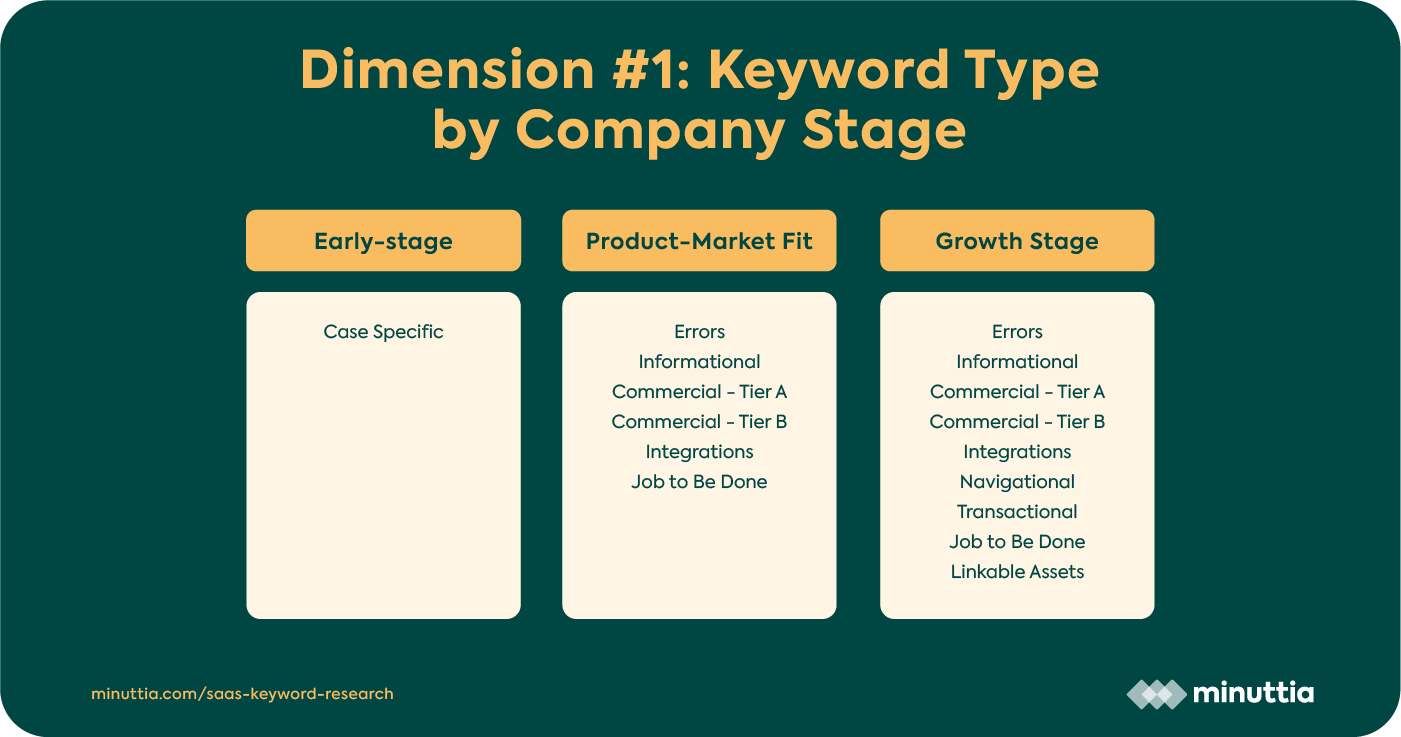 Dimension #1: Keyword Type
by Company Stage
Early-stage
Case Specific
Product-Market Fit
Errors
Informational
Commercial - Tier A
Commercial - Tier B
Integrations
Job to Be Done
Growth Stage
Errors
Informational
Commercial - Tier A
Commercial - Tier B
Integrations
Navigational
Transactional
Job to Be Done
Linkable Assets
minuttia.com/saas-keyword-research
minuttia